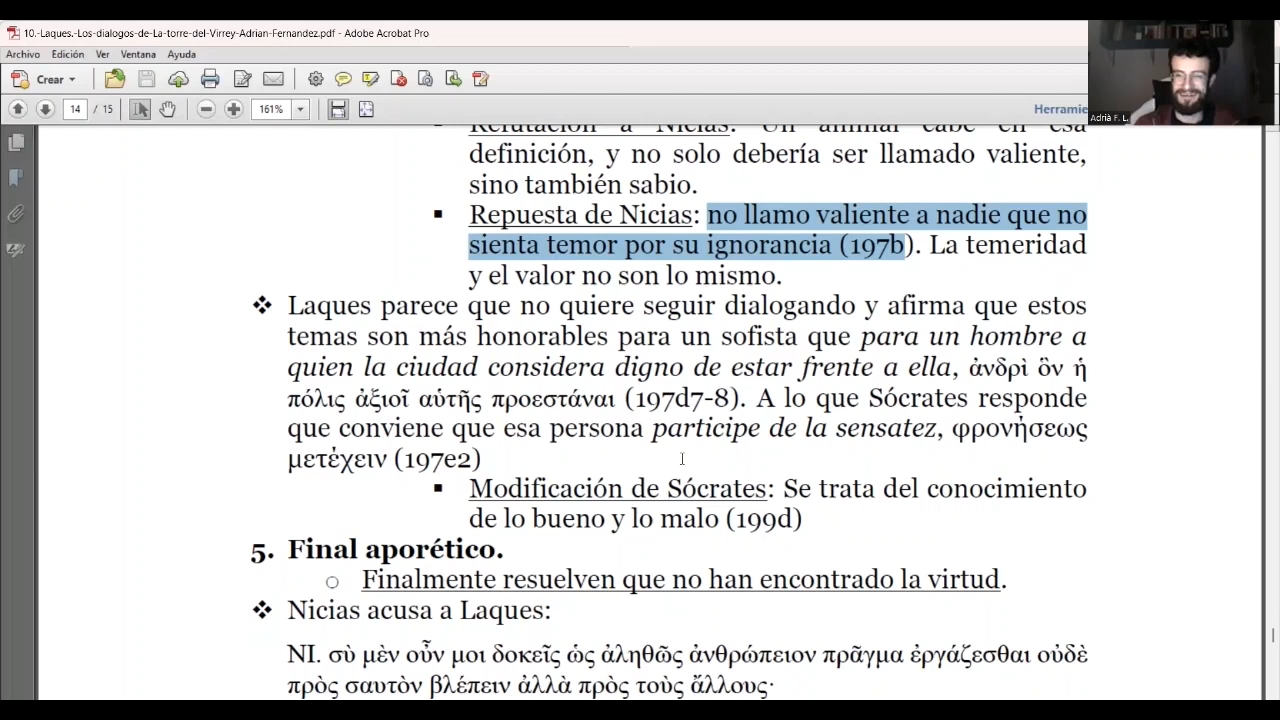 10.-Laques.-Los-dialogos-de-La-torre-del-Virrey-Adrian-Fernandez.pdf - Adobe Acrobat Pro
Archivo Edición Ver Ventana Ayuda
Crear
14 / 15 161% Herramie
Adrià F. L.
Refutación a Nicias: Un animal cabe en esa
definición, y no solo debería ser llamado valiente,
sino también sabio.
▪ Repuesta de Nicias: no llamo valiente a nadie que no
sienta temor por su ignorancia (197b). La temeridad
y el valor no son lo mismo.
❖ Laques parece que no quiere seguir dialogando y afirma que estos
temas son más honorables para un sofista que para un hombre a
quien la ciudad considera digno de estar frente a ella, ἀνδρὶ ὃν ἡ
πόλις ἀξιοῖ αὑτῆς προεστάναι (197d7-8). A lo que Sócrates responde
que conviene que esa persona participe de la sensatez, φρονήσεως
μετέχειν (197e2)
▪ Modificación de Sócrates: Se trata del conocimiento
de lo bueno y lo malo (199d)
5. Final aporético.
○ Finalmente resuelven que no han encontrado la virtud.
❖ Nicias acusa a Laques:
ΝΙ. σὺ μὲν οὖν μοι δοκεῖς ὡς ἀληθῶς ἀνθρώπειον πρᾶγμα ἐργάζεσθαι οὐδὲ
πρὸς σαυτὸν βλέπειν ἀλλὰ πρὸς τοὺς ἄλλους·